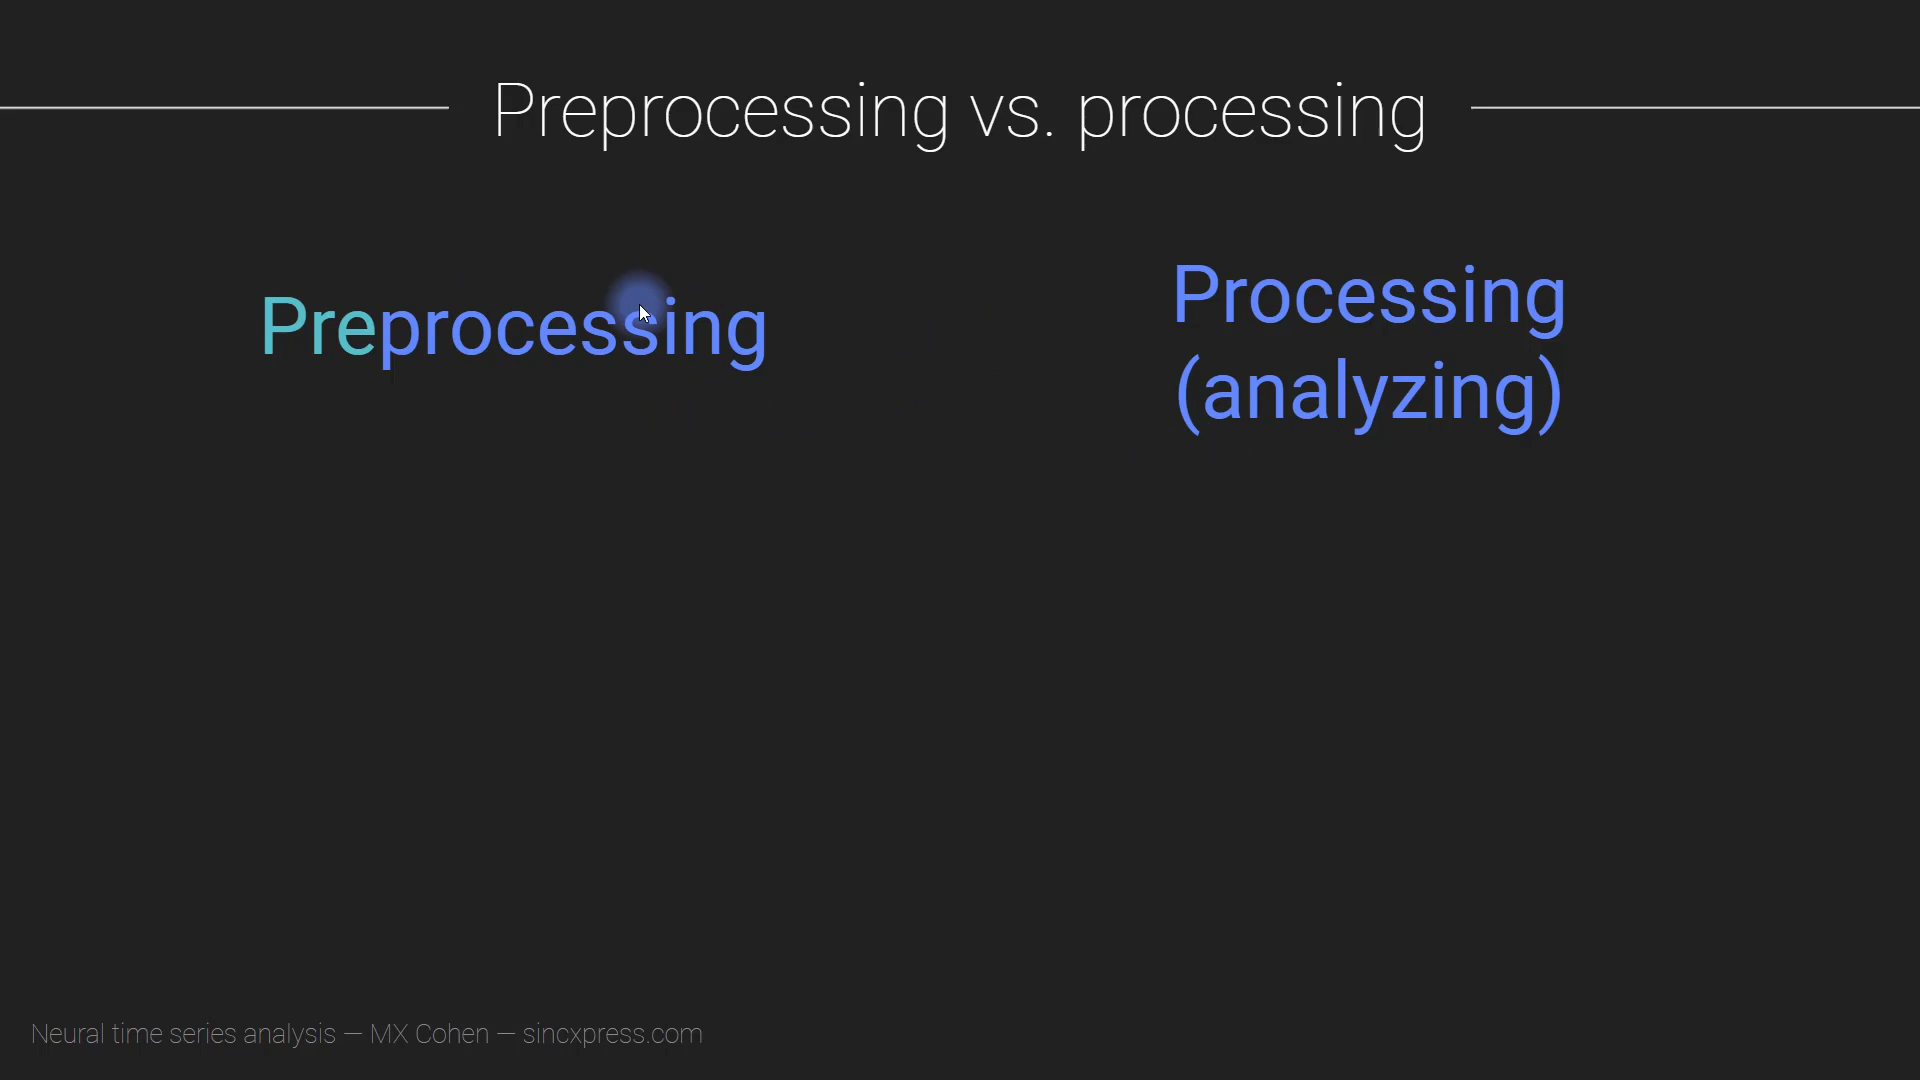 Preprocessing vs. processing
Preprocessing
Processing
(analyzing)
Neural time series analysis — MX Cohen — sincxpress.com